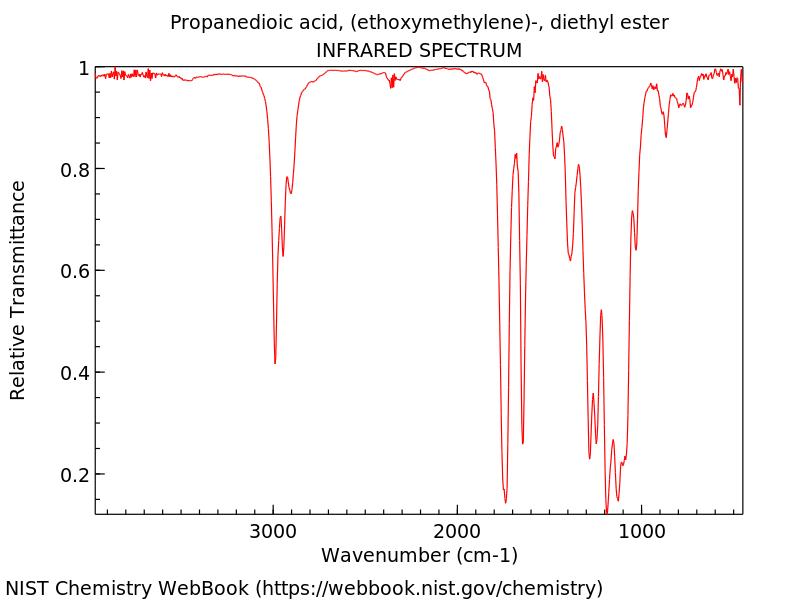 Propanedioic acid, (ethoxymethylene)-, diethyl ester
INFRARED SPECTRUM
Relative Transmittance
1
0.8
0.6
0.4
0.2
3000 2000 1000
Wavenumber (cm-1)
NIST Chemistry WebBook (https://webbook.nist.gov/chemistry)